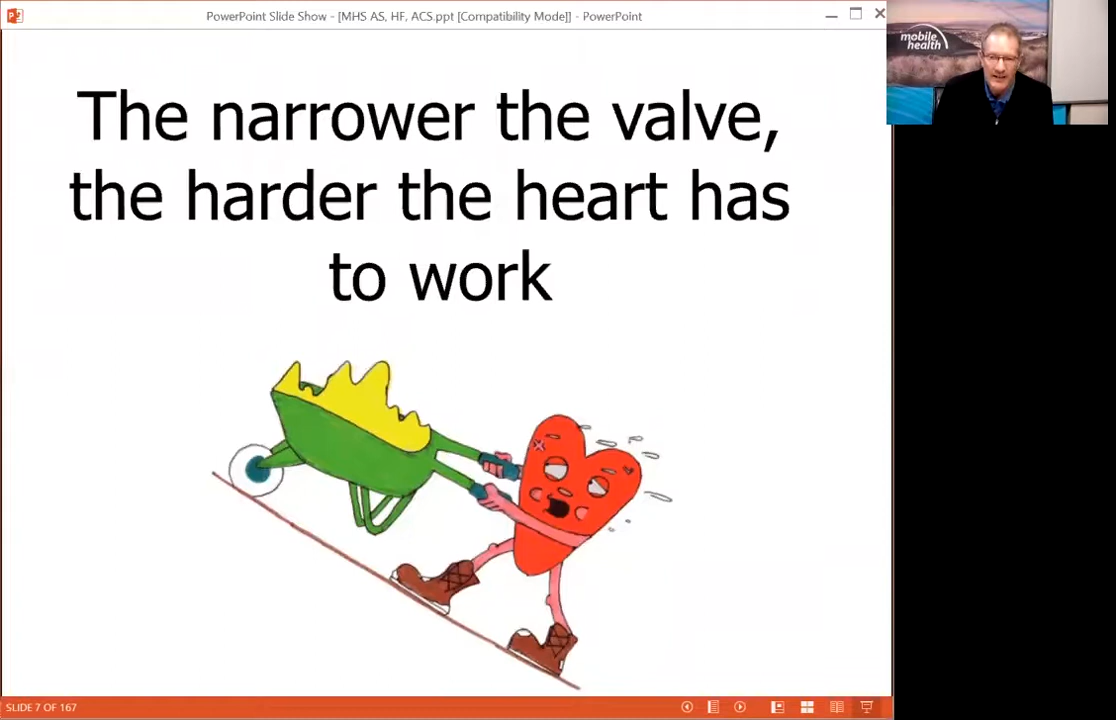 PowerPoint Slide Show - [MHS AS, HF, ACS.ppt [Compatibility Mode]] - PowerPoint
mobile
health
The narrower the valve,
the harder the heart has
to work
SLIDE 7 OF 167